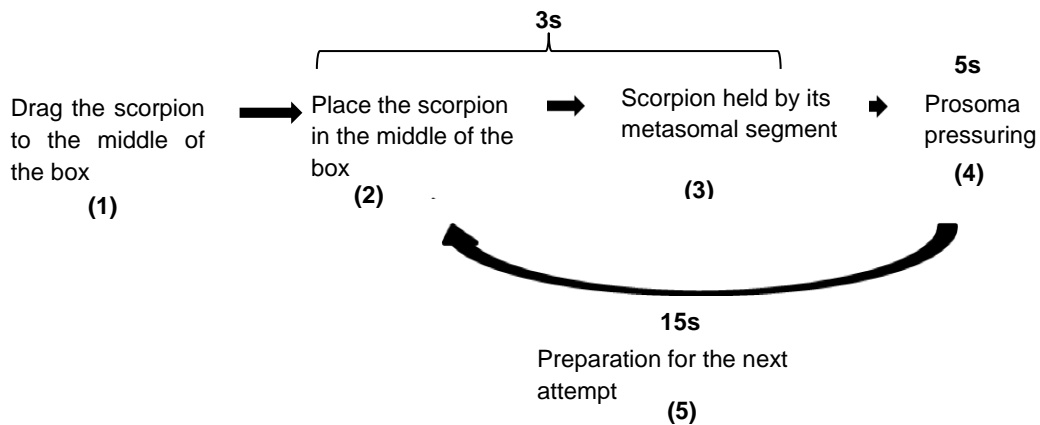 3s
5s
Drag the scorpion
to the middle of
the box
(1)
Place the scorpion
in the middle of the
box
(2)
Scorpion held by its
metasomal segment
(3)
Prosoma
pressuring
(4)
15s
Preparation for the next
attempt
(5)